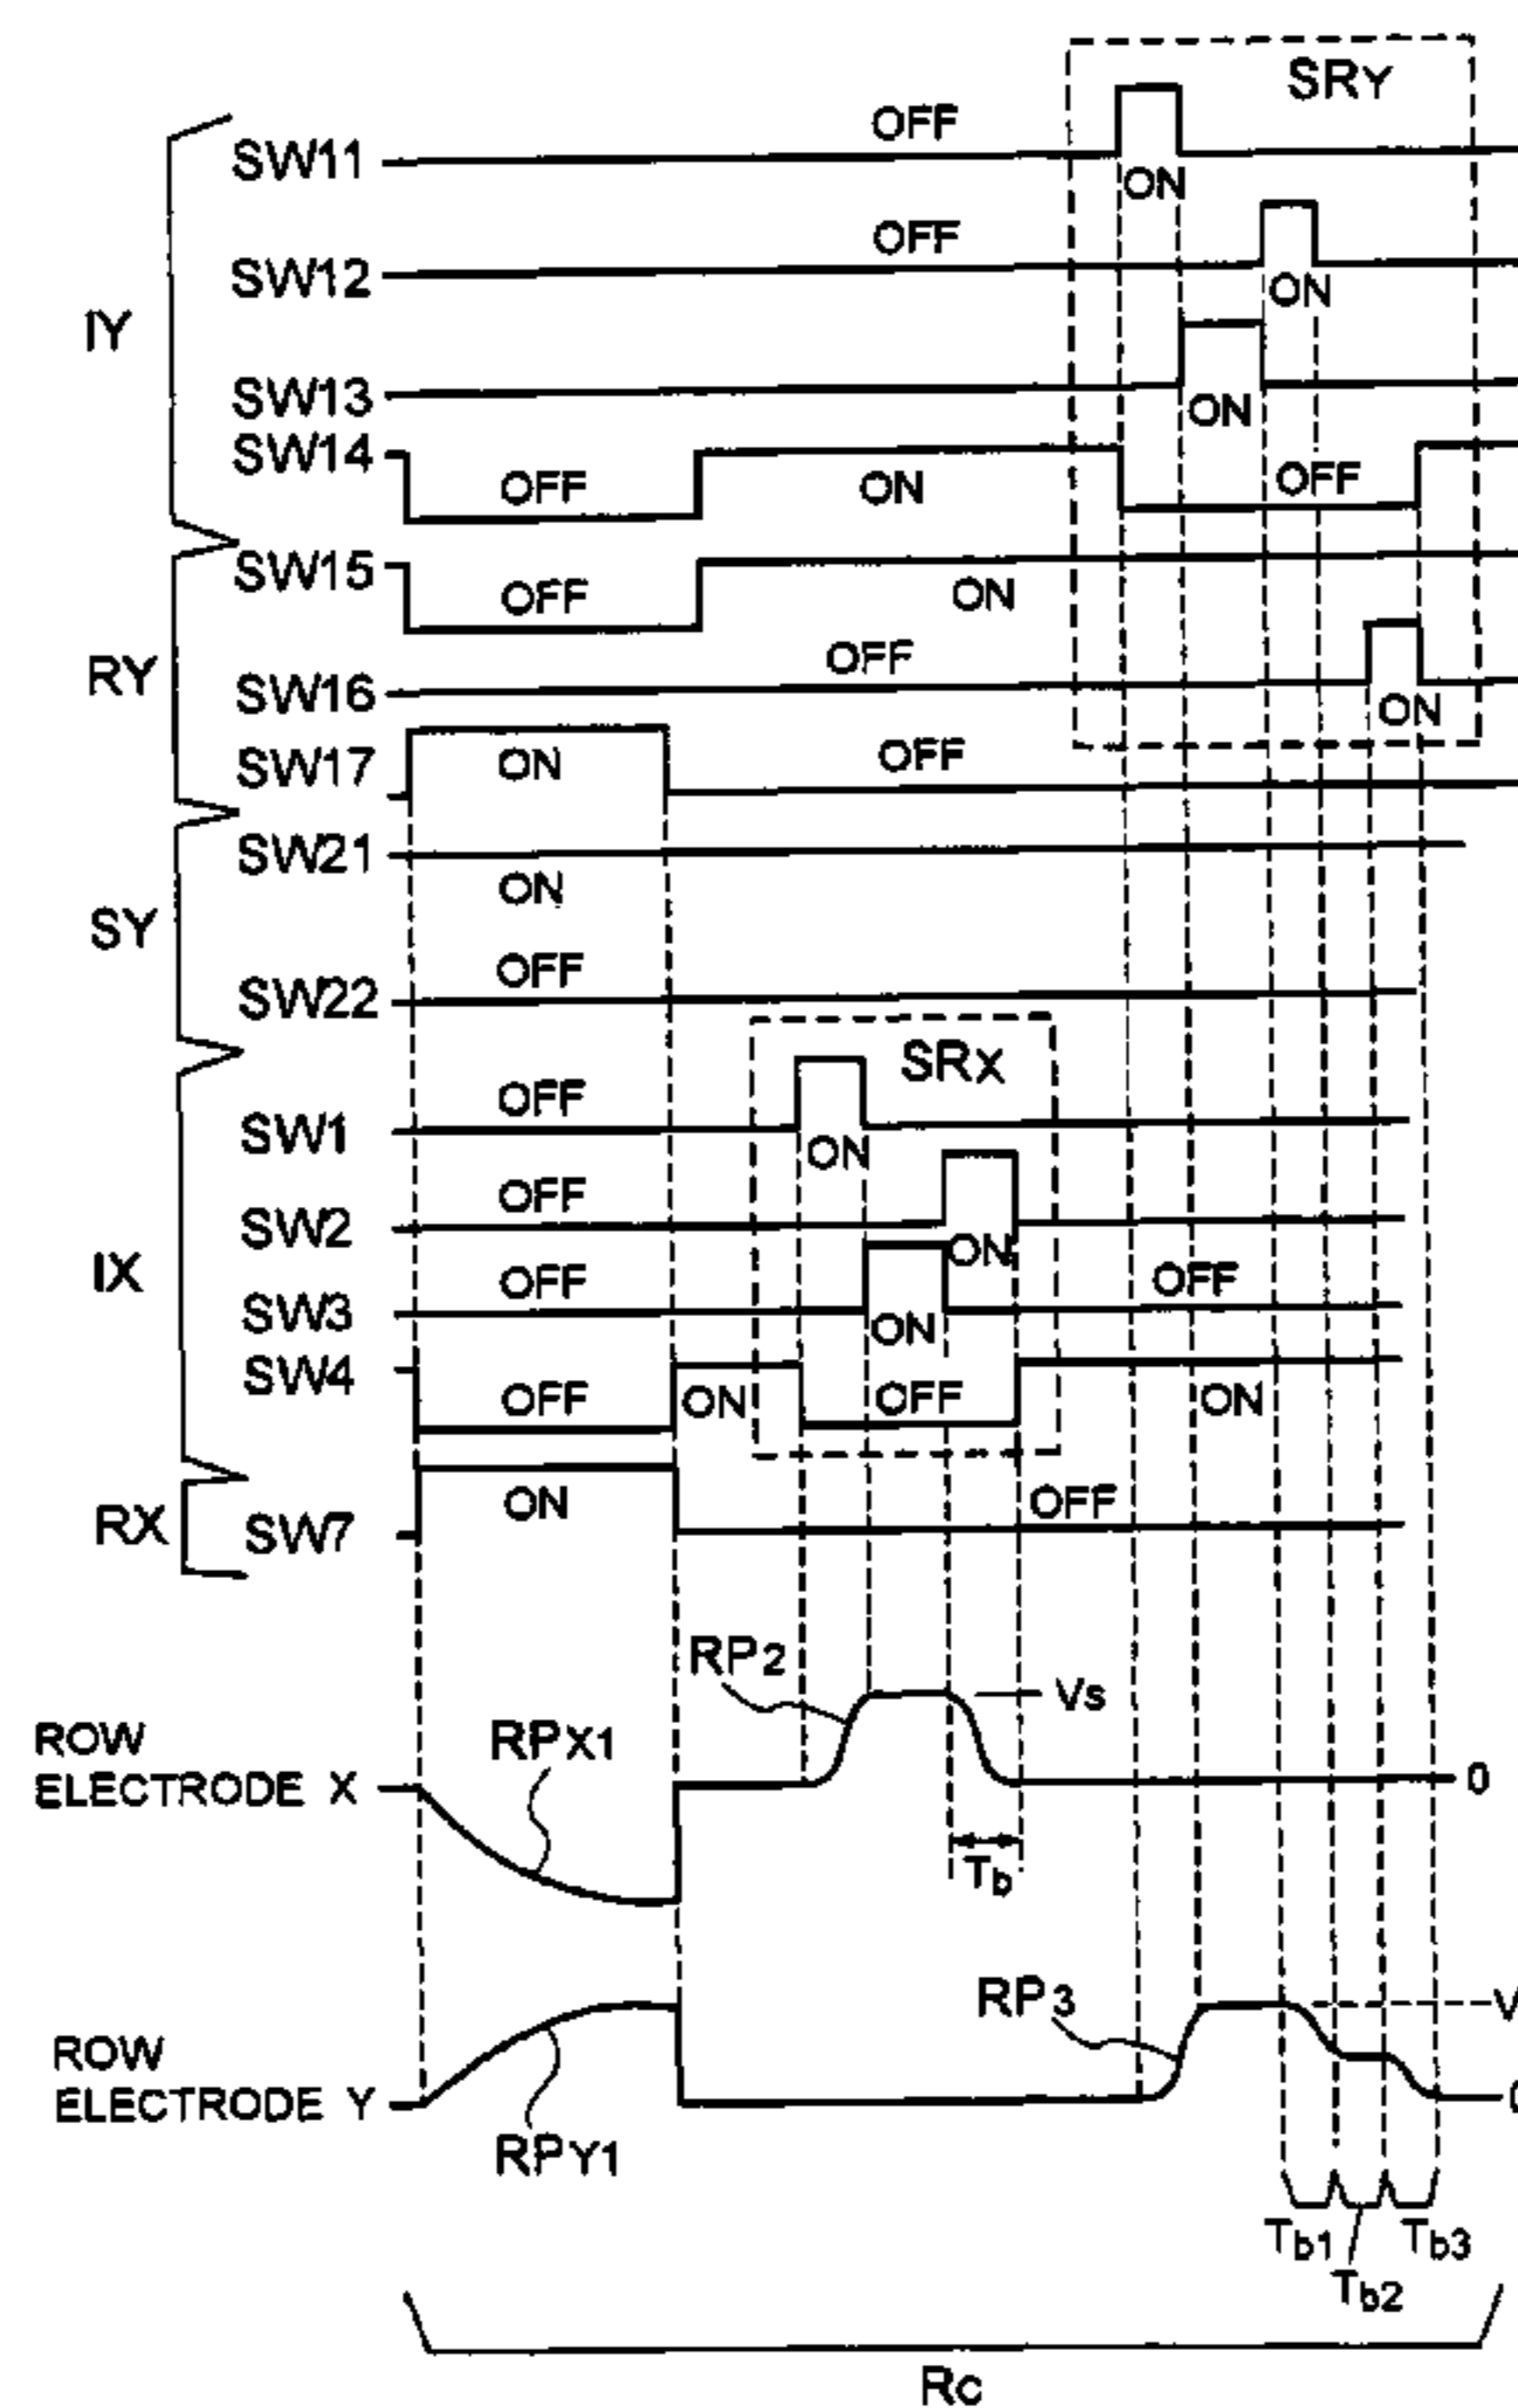 SRY
OFF
SW11
ON
OFF
SW12
ON
IY
SW13
ON
SW14
OFF
ON
OFF
SW15
OFF
ON
RY
OFF
SW16
ON
SW17
ON
OFF
SW21
ON
SY
OFF
SW22
SRX
OFF
SW1
ON
OFF
SW2
ON
IX
OFF
OFF
SW3
ON
SW4
OFF
ON
OFF
ON
RX
SW7
ON
OFF
RP2
Vs
ROW
ELECTRODE X
RPX1
0
Tb
RP3
V
ROW
ELECTRODE Y
0
RPY1
Tb1
Tb3
Tb2
Rc